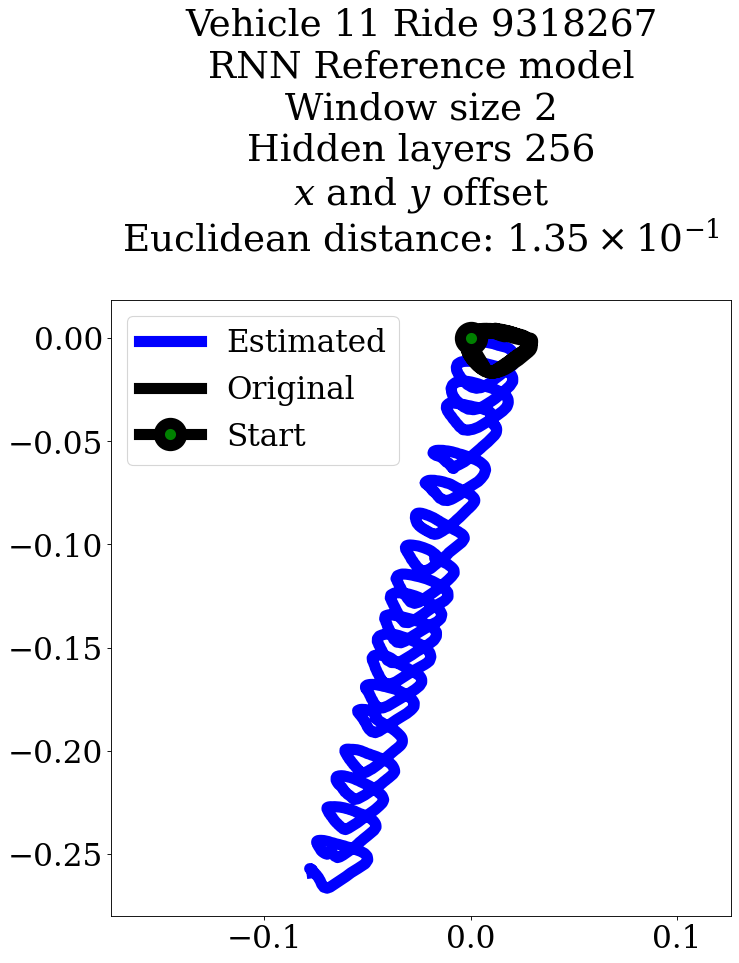 Vehicle 11 Ride 9318267
RNN Reference model
Window size 2
Hidden layers 256
x and y offset
Euclidean distance: 1.35 × 10⁻¹
Estimated
Original
Start
0.00
−0.05
−0.10
−0.15
−0.20
−0.25
−0.1
0.0
0.1